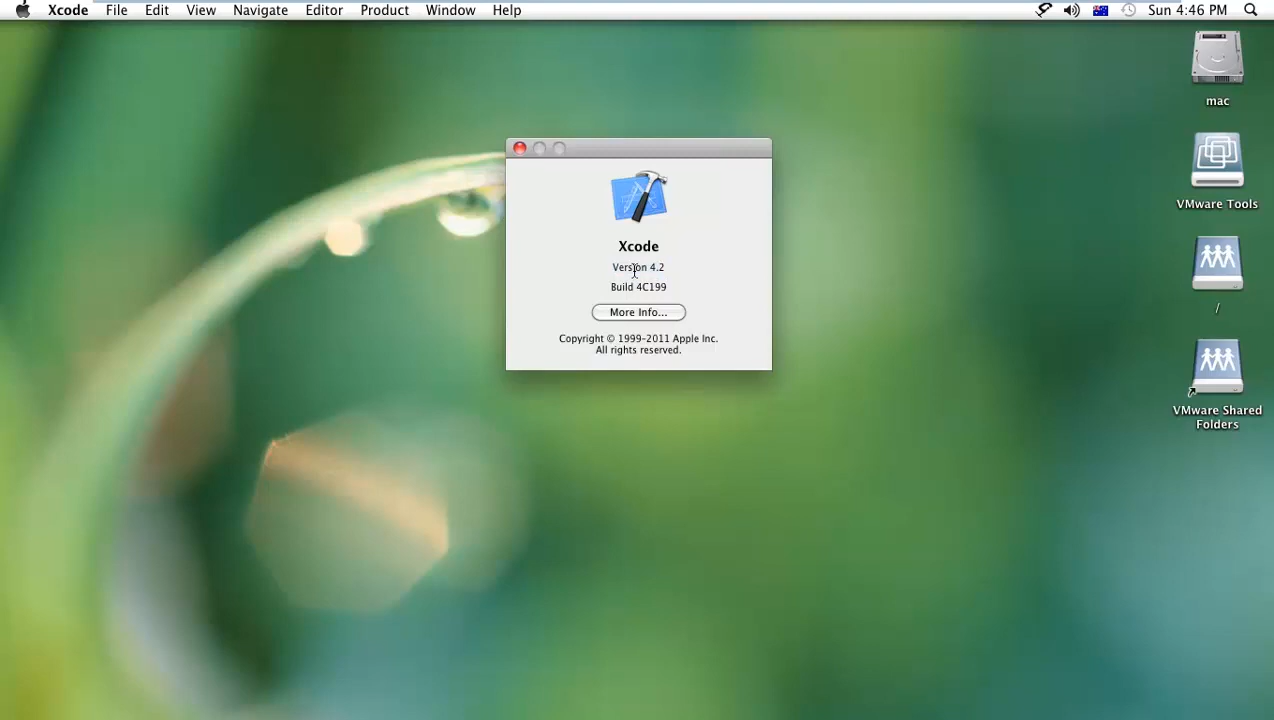 Xcode File Edit View Navigate Editor Product Window Help Sun 4:46 PM
mac
VMware Tools
/
VMware Shared
Folders
Xcode
Version 4.2
Build 4C199
More Info...
Copyright © 1999-2011 Apple Inc.
All rights reserved.